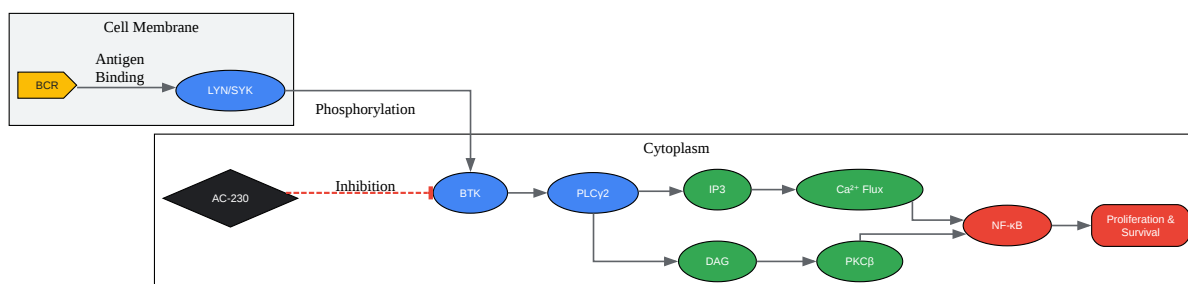 Cell Membrane
BCR
Antigen
Binding
LYN/SYK
Phosphorylation
Cytoplasm
AC-230
Inhibition
BTK
PLCγ2
IP3
Ca²⁺ Flux
DAG
PKCβ
NF-κB
Proliferation &
Survival